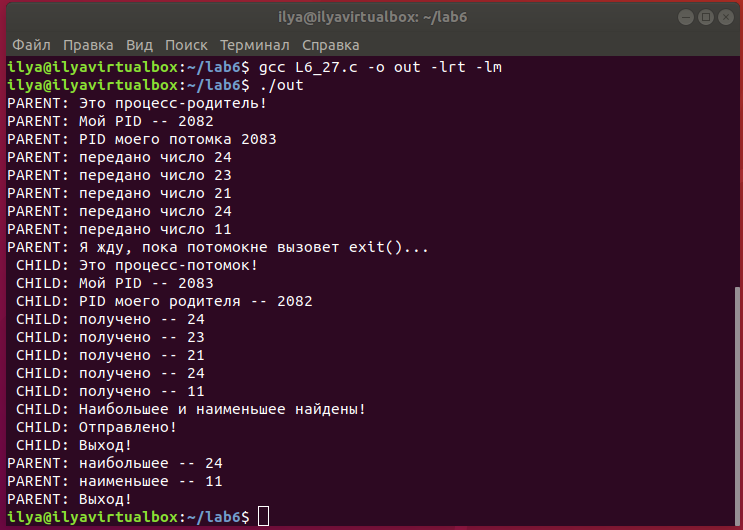 ilya@ilyavirtualbox: ~/lab6
Файл Правка Вид Поиск Терминал Справка
ilya@ilyavirtualbox:~/lab6$ gcc L6_27.c -o out -lrt -lm
ilya@ilyavirtualbox:~/lab6$ ./out
PARENT: Это процесс-родитель!
PARENT: Мой PID -- 2082
PARENT: PID моего потомка 2083
PARENT: передано число 24
PARENT: передано число 23
PARENT: передано число 21
PARENT: передано число 24
PARENT: передано число 11
PARENT: Я жду, пока потомокне вызовет exit()...
 CHILD: Это процесс-потомок!
 CHILD: Мой PID -- 2083
 CHILD: PID моего родителя -- 2082
 CHILD: получено -- 24
 CHILD: получено -- 23
 CHILD: получено -- 21
 CHILD: получено -- 24
 CHILD: получено -- 11
 CHILD: Наибольшее и наименьшее найдены!
 CHILD: Отправлено!
 CHILD: Выход!
PARENT: наибольшее -- 24
PARENT: наименьшее -- 11
PARENT: Выход!
ilya@ilyavirtualbox:~/lab6$